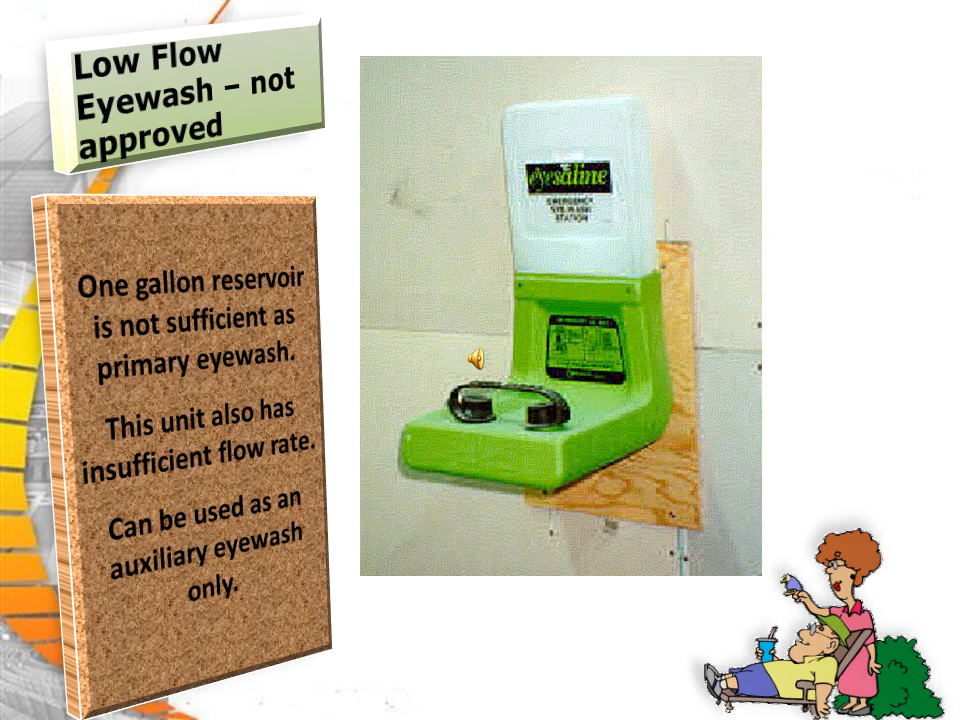 Low Flow
Eyewash – not
approved
One gallon reservoir
is not sufficient as
primary eyewash.
This unit also has
insufficient flow rate.
Can be used as an
auxiliary eyewash
only.
eyesaline
EMERGENCY
EYE WASH
STATION